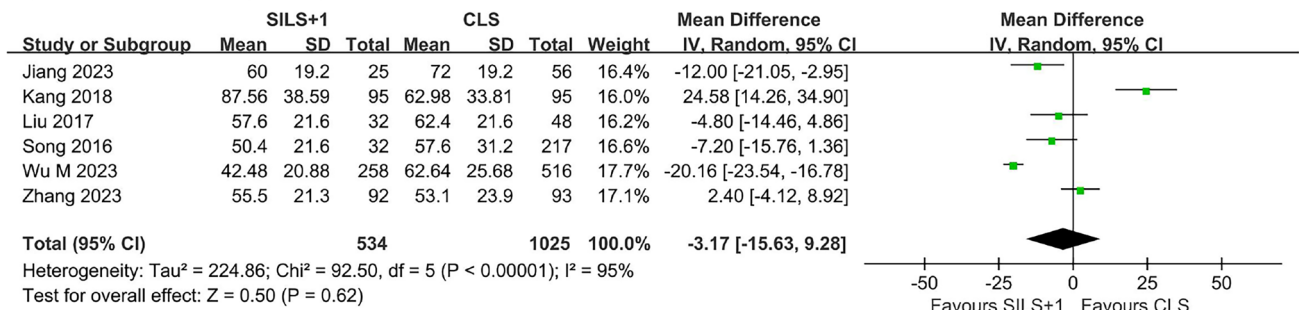 SILS+1 CLS Mean Difference Mean Difference
Study or Subgroup Mean SD Total Mean SD Total Weight IV, Random, 95% CI IV, Random, 95% CI
Jiang 2023 60 19.2 25 72 19.2 56 16.4% -12.00 [-21.05, -2.95]
Kang 2018 87.56 38.59 95 62.98 33.81 95 16.0% 24.58 [14.26, 34.90]
Liu 2017 57.6 21.6 32 62.4 21.6 48 16.2% -4.80 [-14.46, 4.86]
Song 2016 50.4 21.6 32 57.6 31.2 217 16.6% -7.20 [-15.76, 1.36]
Wu M 2023 42.48 20.88 258 62.64 25.68 516 17.7% -20.16 [-23.54, -16.78]
Zhang 2023 55.5 21.3 92 53.1 23.9 93 17.1% 2.40 [-4.12, 8.92]
Total (95% CI) 534 1025 100.0% -3.17 [-15.63, 9.28]
Heterogeneity: Tau² = 224.86; Chi² = 92.50, df = 5 (P < 0.00001); I² = 95%
Test for overall effect: Z = 0.50 (P = 0.62)
-50 -25 0 25 50
Favours SILS+1 Favours CLS